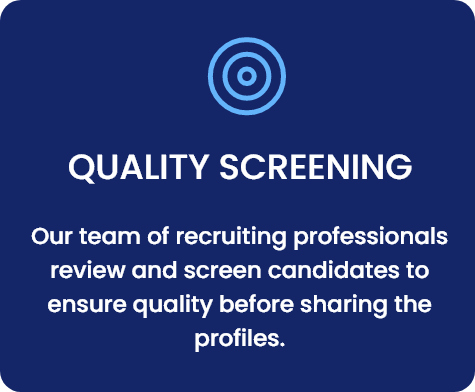 QUALITY SCREENING
Our team of recruiting professionals
review and screen candidates to
ensure quality before sharing the
profiles.